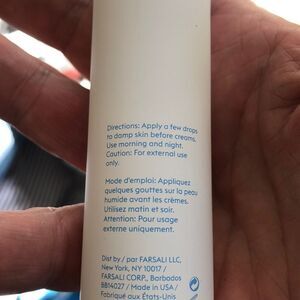 Directions: Apply a few drops
to damp skin before creams.
Use morning and night.
Caution: For external use
only.
Mode d'emploi: Appliquez
quelques gouttes sur la peau
humide avant les crèmes.
Utilisez matin et soir.
Attention: Pour usage
externe uniquement.
Dist by / par FARSALI LLC,
New York, NY 10017 /
FARSALI CORP., Barbados
BB14027 / Made in USA /
Fabriqué aux États-Unis